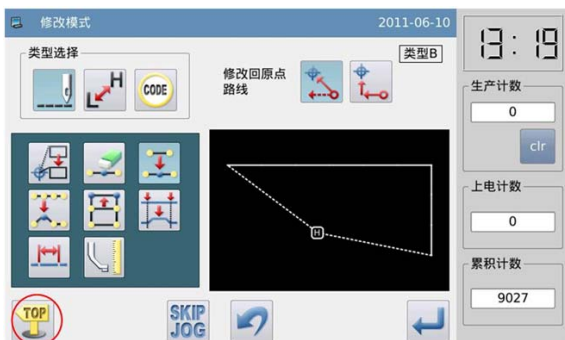 修改模式
2011-06-10
13:19
类型选择
H
L
CODE
修改回原点
路线
类型B
生产计数
0
clr
上电计数
0
累积计数
9027
H
TOP
SKIP
JOG